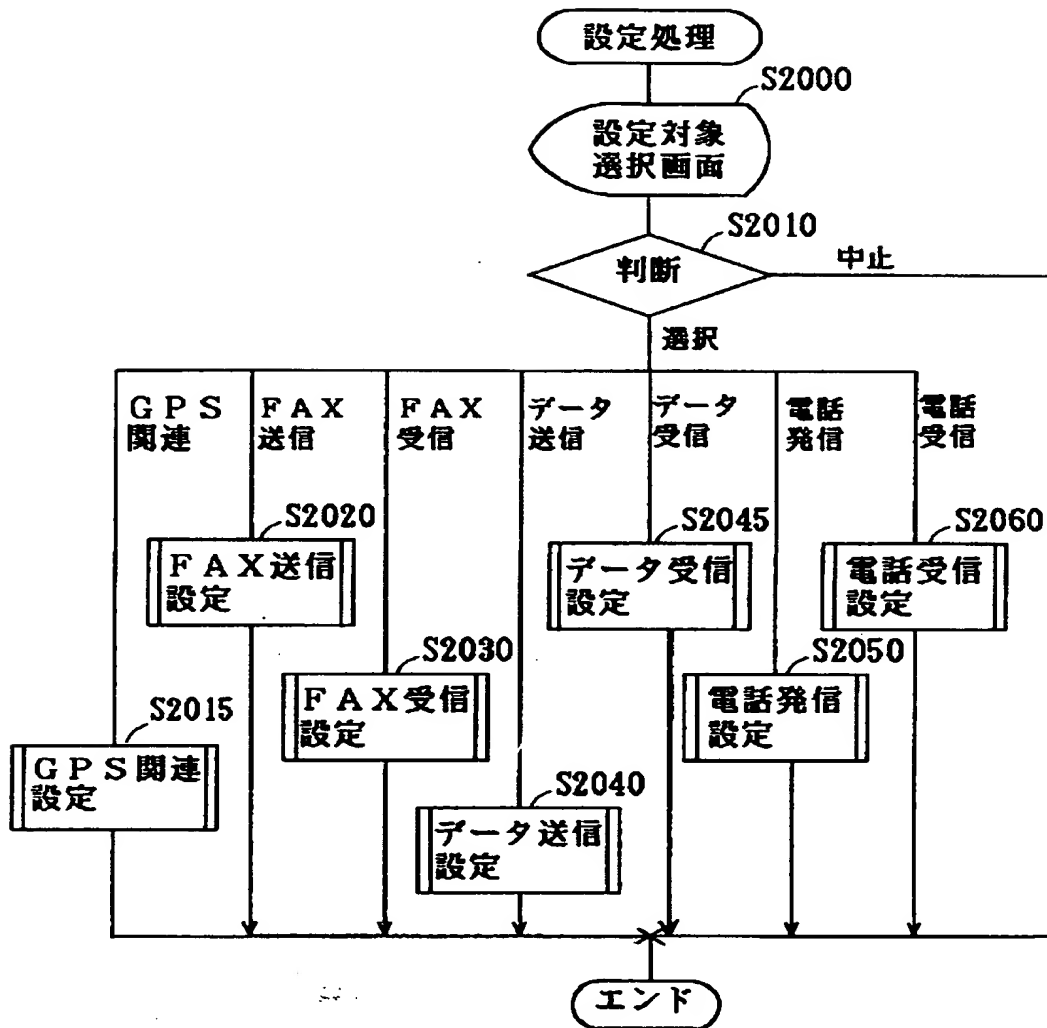 設定処理
S2000
設定対象
選択画面
S2010
判断
中止
選択
ＧＰＳ
関連
ＦＡＸ
送信
ＦＡＸ
受信
データ
送信
データ
受信
電話
発信
電話
受信
S2020
ＦＡＸ送信
設定
S2045
データ受信
設定
S2060
電話受信
設定
S2030
ＦＡＸ受信
設定
S2050
電話発信
設定
S2015
ＧＰＳ関連
設定
S2040
データ送信
設定
エンド